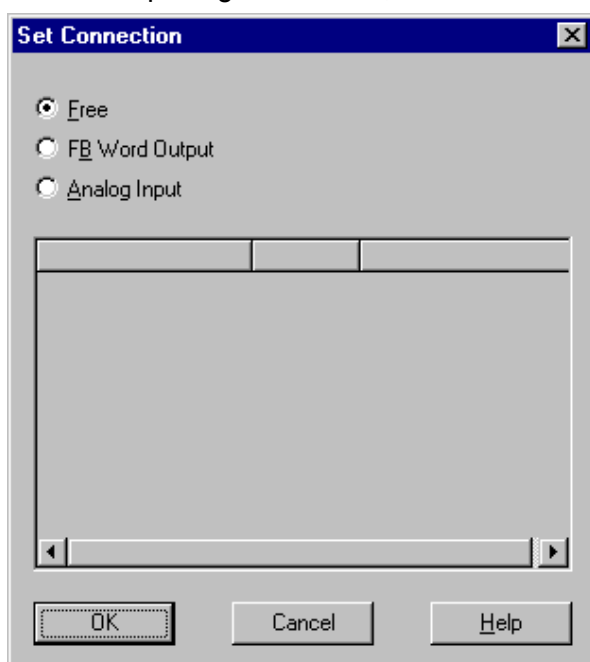 Set Connection
Free
FB Word Output
Analog Input
OK Cancel Help